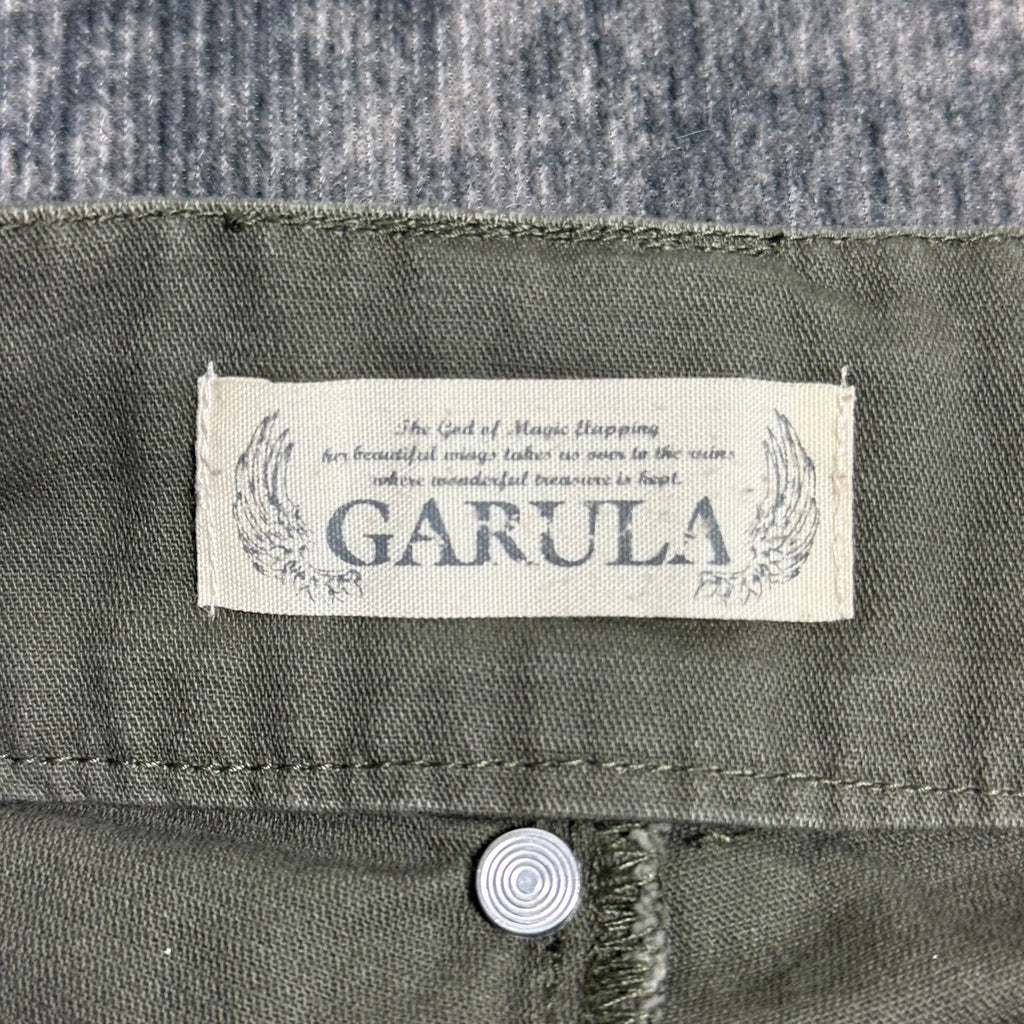 The God of Magic flapping
her beautiful wings takes us over to the ruins
where wonderful treasure is kept.
GARULA